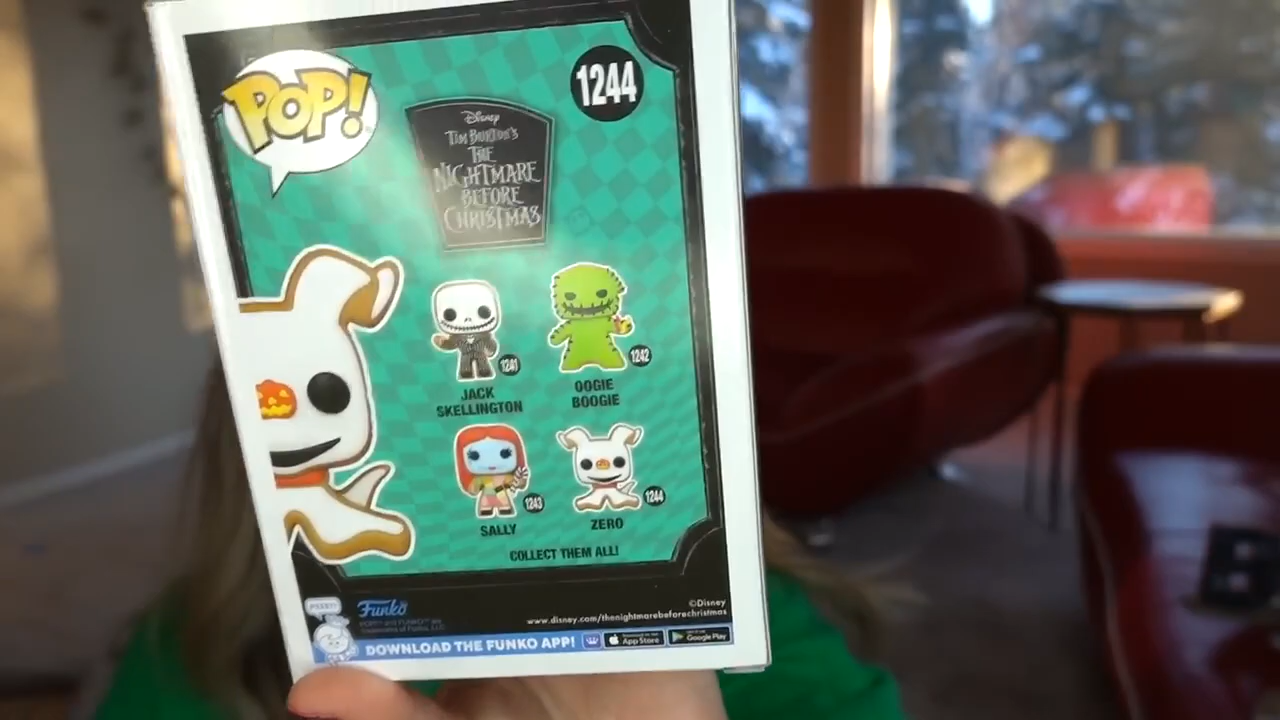 POP!
1244
Disney
TIM BURTON'S
THE
NIGHTMARE
BEFORE
CHRISTMAS
1241
JACK
SKELLINGTON
1242
OOGIE
BOOGIE
1243
SALLY
1244
ZERO
COLLECT THEM ALL!
PSSST!
Funko
©Disney
www.disney.com/thenightmarebeforechristmas
DOWNLOAD THE FUNKO APP!
App Store
Google Play